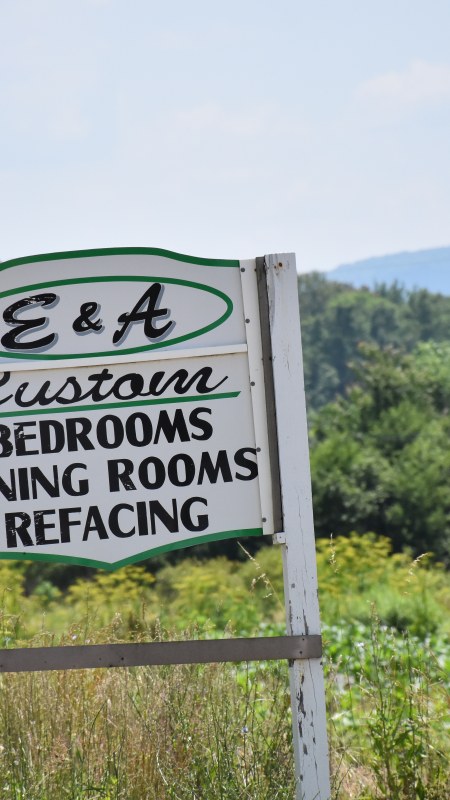 E & A
Custom
BEDROOMS
NING ROOMS
REFACING